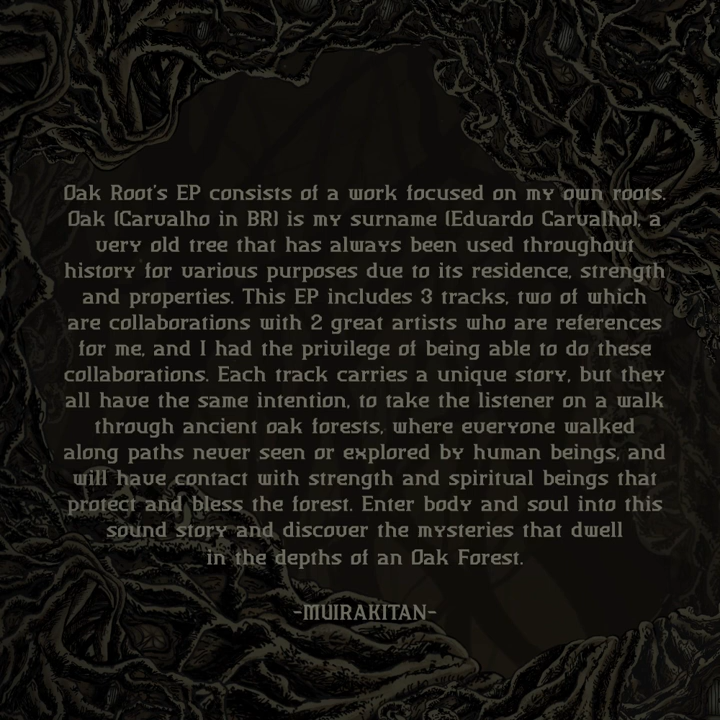 Oak Root's EP consists of a work focused on my own roots.
Oak (Carvalho in BR) is my surname (Eduardo Carvalho), a
very old tree that has always been used throughout
history for various purposes due to its residence, strength
and properties. This EP includes 3 tracks, two of which
are collaborations with 2 great artists who are references
for me, and I had the privilege of being able to do these
collaborations. Each track carries a unique story, but they
all have the same intention, to take the listener on a walk
through ancient oak forests, where everyone walked
along paths never seen or explored by human beings, and
will have contact with strength and spiritual beings that
protect and bless the forest. Enter body and soul into this
sound story and discover the mysteries that dwell
in the depths of an Oak Forest.
-MUIRAKITAN-